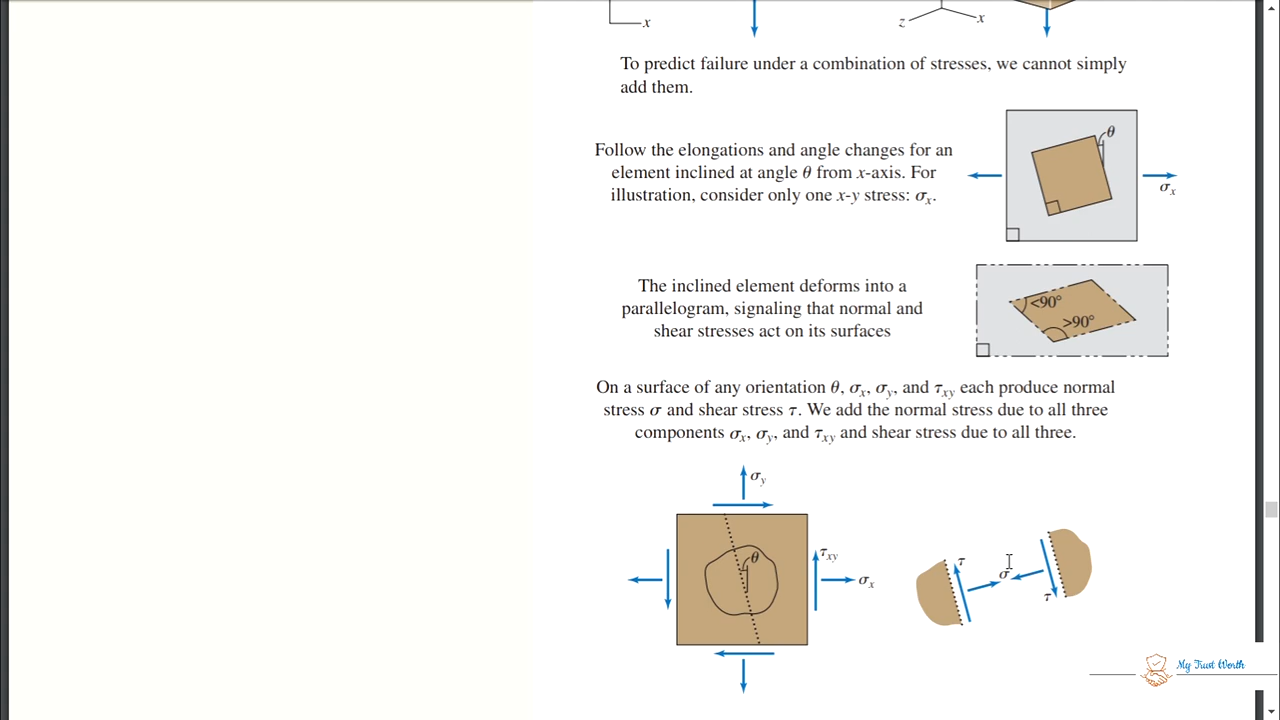 x
z
x
To predict failure under a combination of stresses, we cannot simply
add them.
θ
Follow the elongations and angle changes for an
element inclined at angle θ from x-axis. For
illustration, consider only one x-y stress: σx.
σx
The inclined element deforms into a
parallelogram, signaling that normal and
shear stresses act on its surfaces
<90°
>90°
On a surface of any orientation θ, σx, σy, and τxy each produce normal
stress σ and shear stress τ. We add the normal stress due to all three
components σx, σy, and τxy and shear stress due to all three.
σy
θ
τxy
σx
τ
σ
τ
My Trust Worth